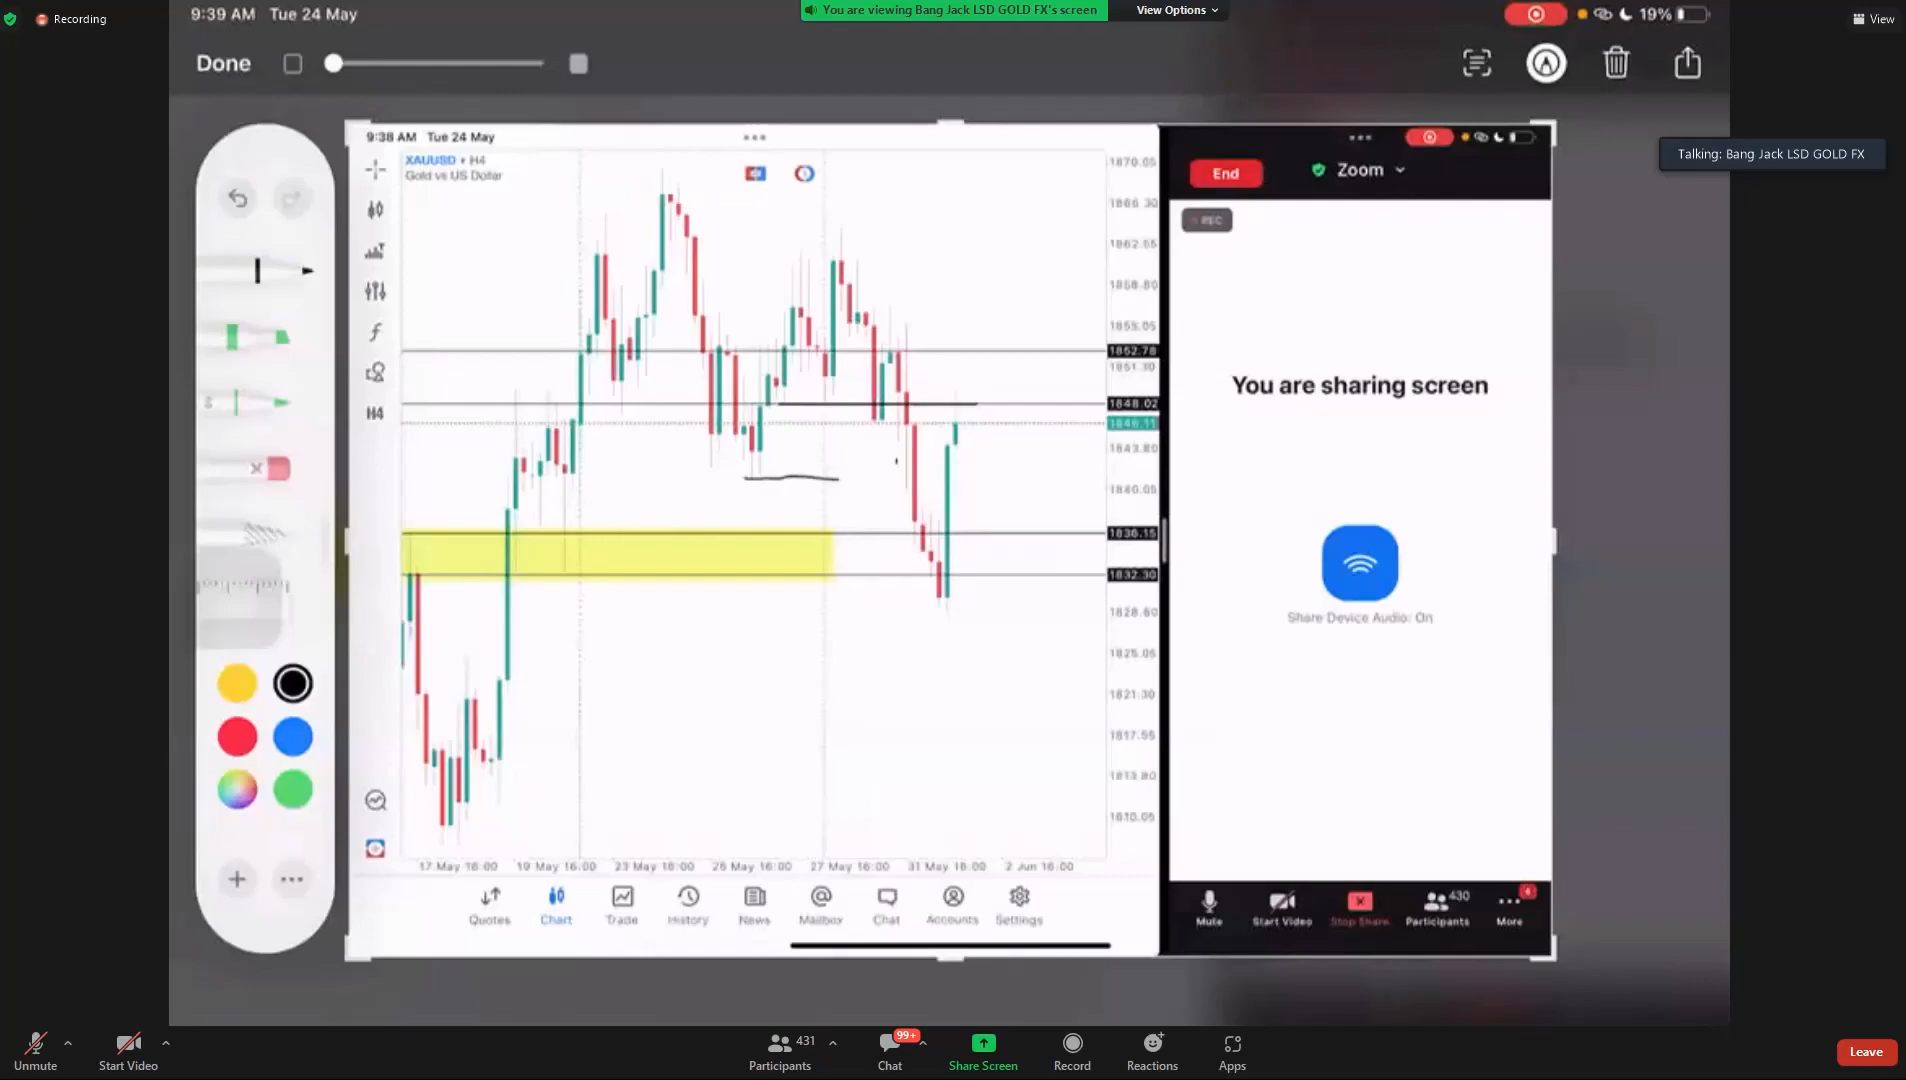 Recording
9:39 AM Tue 24 May
You are viewing Bang Jack LSD GOLD FX's screen
View Options
19%
View
Done
Talking: Bang Jack LSD GOLD FX
9:38 AM Tue 24 May
XAUUSD • H4
Gold vs US Dollar
H4
1870.05
1866.30
1862.55
1858.80
1855.05
1852.78
1851.30
1848.02
1846.11
1843.80
1840.05
1836.15
1832.30
1828.60
1825.05
1821.30
1817.55
1813.80
1810.05
17 May 16:00
19 May 16:00
23 May 16:00
25 May 16:00
27 May 16:00
31 May 16:00
2 Jun 16:00
Quotes
Chart
Trade
History
News
Mailbox
Chat
Accounts
Settings
End
Zoom
REC
You are sharing screen
Share Device Audio: On
Mute
Start Video
Stop Share
430
Participants
4
More
Unmute
Start Video
431
Participants
99+
Chat
Share Screen
Record
Reactions
Apps
Leave